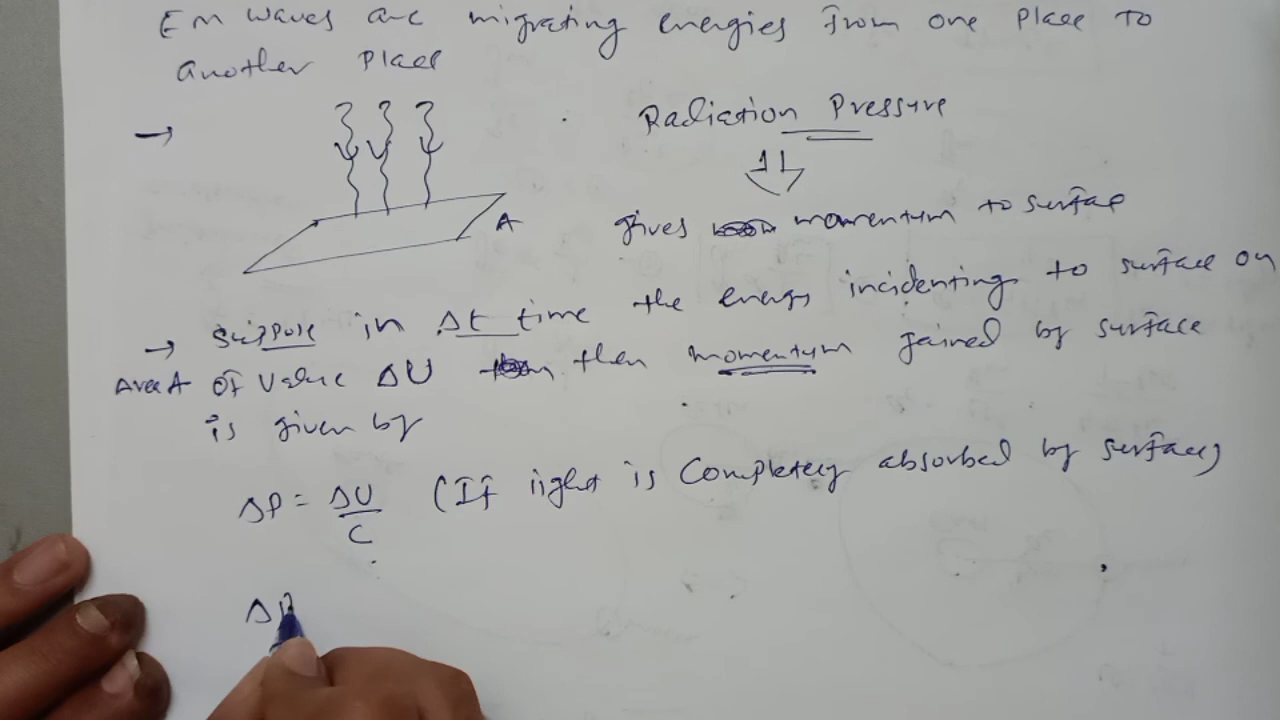 EM waves are migrating energies from one place to
another place
→
Radiation Pressure
A
gives momentum to surface
→ Suppose in Δt time the energy incidenting to surface on
Area A of value ΔU then momentum gained by surface
is given by
ΔP = ΔU/C (If light is completely absorbed by surface)
ΔP